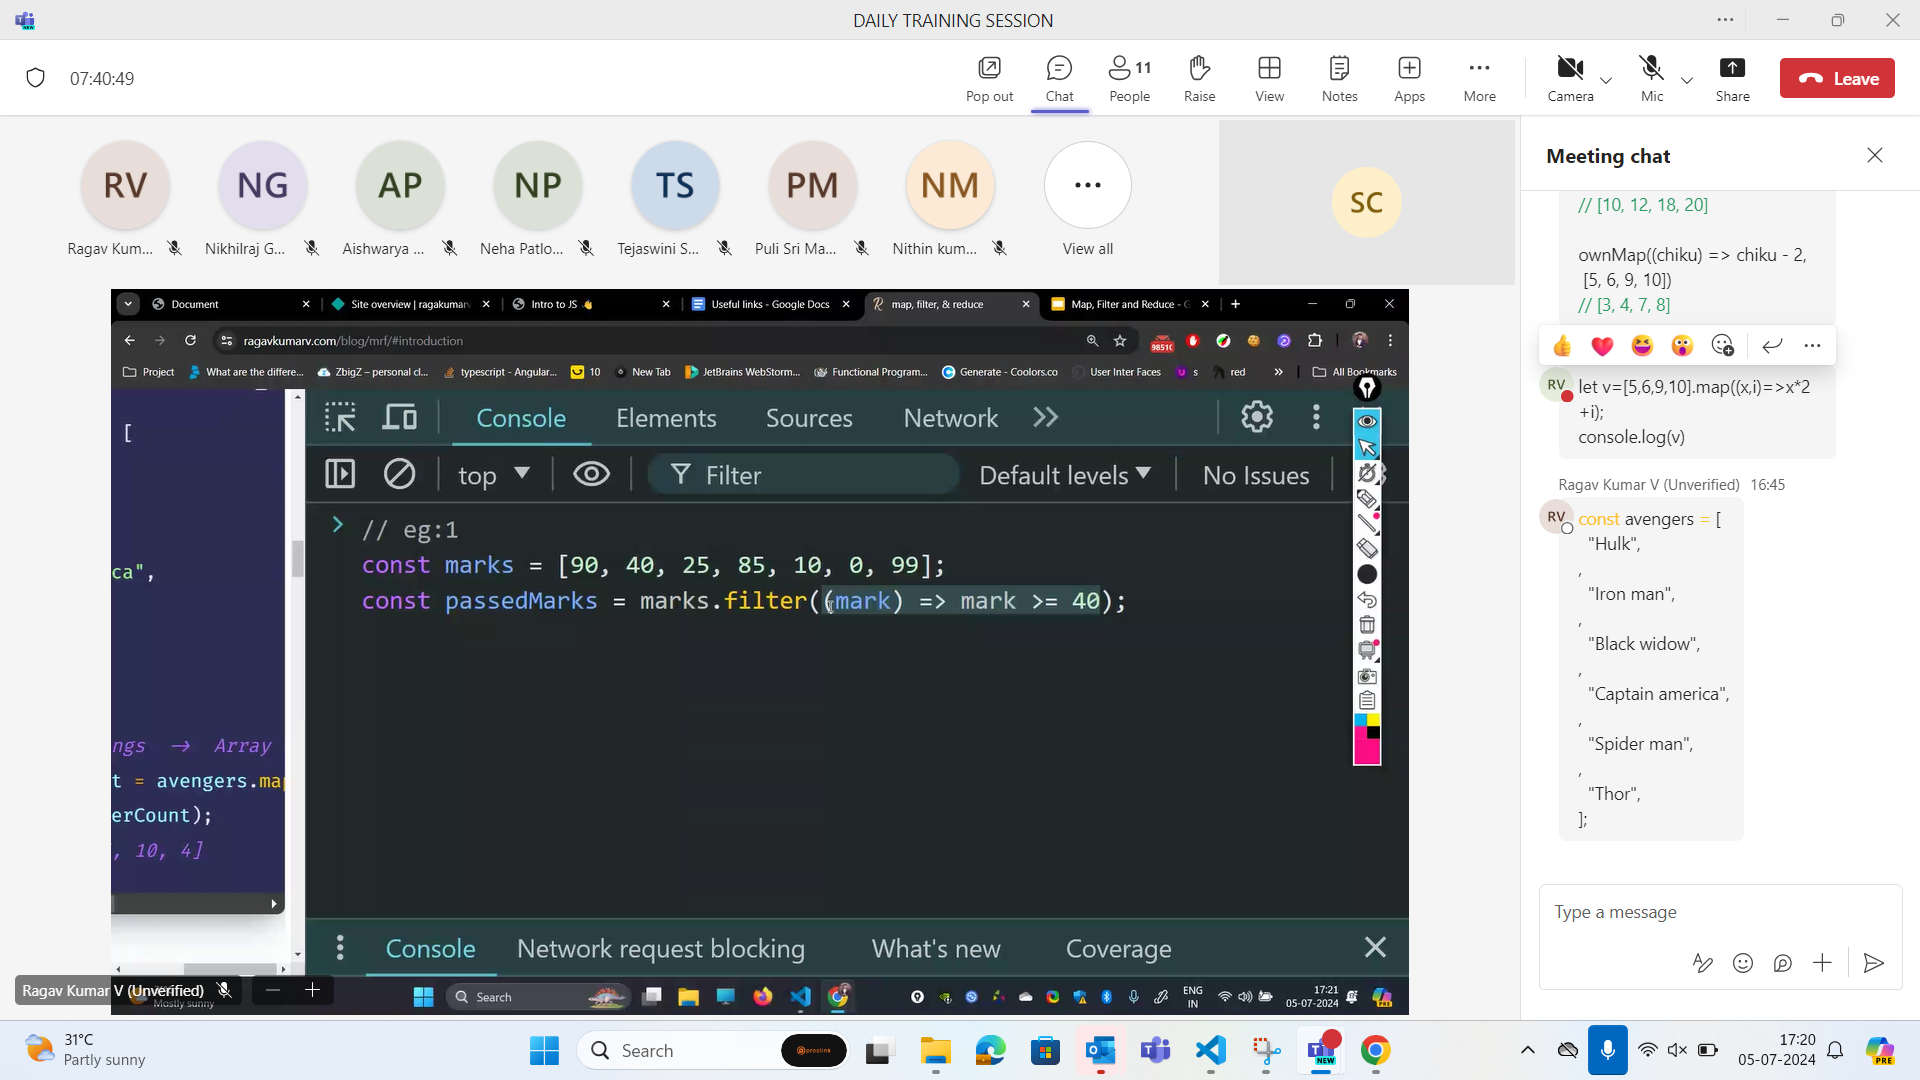 DAILY TRAINING SESSION
07:40:49
Pop out
Chat
11
People
Raise
View
Notes
Apps
More
Camera
Mic
Share
Leave
RV
NG
AP
NP
TS
PM
NM
SC
Ragav Kum...
Nikhilraj G...
Aishwarya ...
Neha Patlo...
Tejaswini S...
Puli Sri Ma...
Nithin kum...
View all
Document
Site overview | ragakumar
Intro to JS
Useful links - Google Docs
map, filter, & reduce
Map, Filter and Reduce - G
ragavkumarv.com/blog/mrf/#introduction
Project
What are the differe...
ZbigZ – personal cl...
typescript - Angular...
10
New Tab
JetBrains WebStorm...
Functional Program...
Generate - Coolors.co
User Inter Faces
s
red
All Bookmarks
Console
Elements
Sources
Network
top
Filter
Default levels
No Issues
// eg:1
const marks = [90, 40, 25, 85, 10, 0, 99];
const passedMarks = marks.filter((mark) => mark >= 40);
[
ca",
ngs → Array
t = avengers.map
erCount);
, 10, 4]
Console
Network request blocking
What's new
Coverage
Ragav Kumar V (Unverified)
Mostly sunny
Search
ENG
IN
17:21
05-07-2024
Meeting chat
// [10, 12, 18, 20]
ownMap((chiku) => chiku - 2,
[5, 6, 9, 10])
// [3, 4, 7, 8]
RV
let v=[5,6,9,10].map((x,i)=>x*2
+i);
console.log(v)
Ragav Kumar V (Unverified) 16:45
RV
const avengers = [
"Hulk",
,
"Iron man",
,
"Black widow",
,
"Captain america",
,
"Spider man",
,
"Thor",
];
Type a message
31°C
Partly sunny
Search
NEW
17:20
05-07-2024
PRE